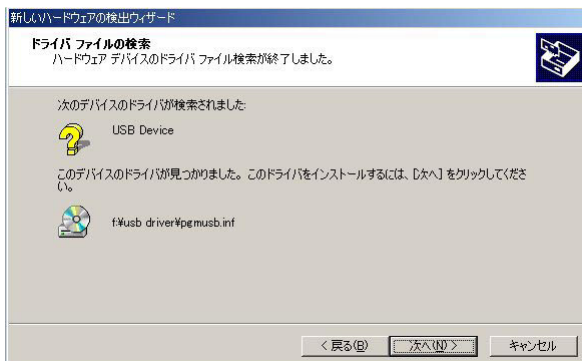 新しいハードウェアの検出ウィザード
ドライバ ファイルの検索
ハードウェア デバイスのドライバ ファイル検索が終了しました。
次のデバイスのドライバが検索されました:
USB Device
このデバイスのドライバが見つかりました。このドライバをインストールするには、[次へ] をクリックしてくださ
い。
f:¥usb driver¥pgmusb.inf
< 戻る(B)
次へ(N) >
キャンセル